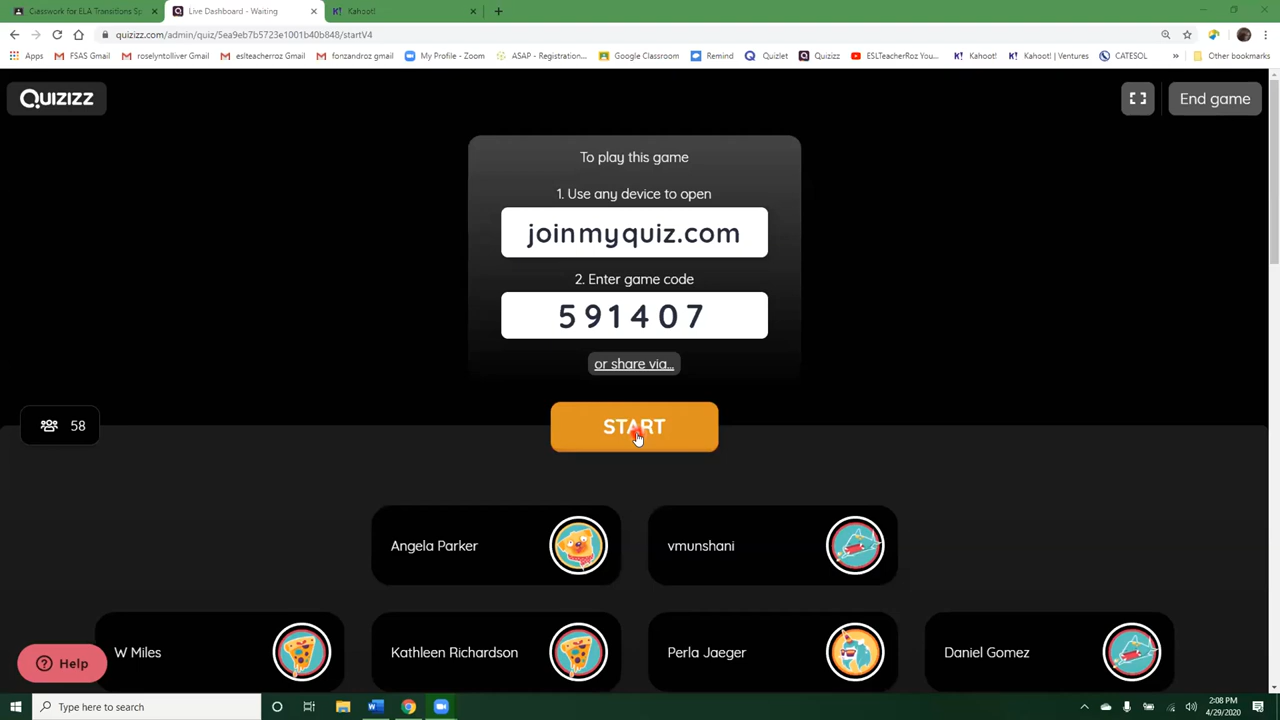 Classwork for ELA Transitions Sp
Live Dashboard - Waiting
Kahoot!
quizizz.com/admin/quiz/5ea9eb7b5723e1001b40b848/startV4
Apps
FSAS Gmail
roselyntolliver Gmail
eslteacherroz Gmail
fonzandroz gmail
My Profile - Zoom
ASAP - Registration...
Google Classroom
Remind
Quizlet
Quizizz
ESLTeacherRoz You...
Kahoot!
Kahoot! | Ventures
CATESOL
Other bookmarks
QUIZIZZ
End game
To play this game
1. Use any device to open
joinmyquiz.com
2. Enter game code
591407
or share via...
58
START
Angela Parker
vmunshani
W Miles
Kathleen Richardson
Perla Jaeger
Daniel Gomez
Help
Type here to search
2:08 PM
4/29/2020